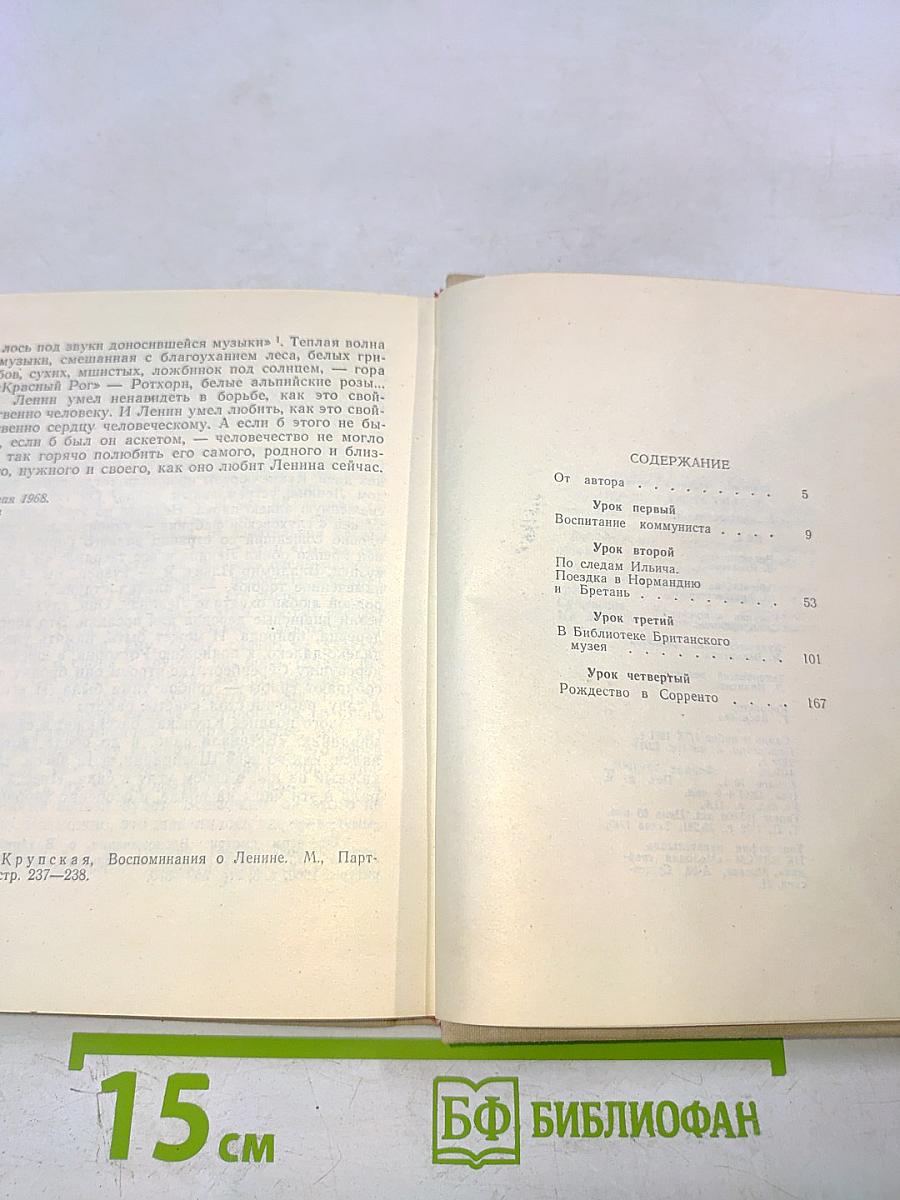 лось под звуки доносившейся музыки» ¹. Теплая волна
музыки, смешанная с благоуханием леса, белых гри-
бов, сухих, мшистых, ложбинок под солнцем, — гора
«Красный Рог» — Ротхорн, белые альпийские розы...
Ленин умел ненавидеть в борьбе, как это свой-
ственно человеку. И Ленин умел любить, как это свой-
ственно сердцу человеческому. А если б этого не бы-
, если б был он аскетом, — человечество не могло
так горячо полюбить его самого, родного и близ-
го, нужного и своего, как оно любит Ленина сейчас.
1968.
Крупская, Воспоминания о Ленине. М., Парт-
стр. 237—238.
СОДЕРЖАНИЕ
От автора . . . . . . . . . 5
Урок первый
Воспитание коммуниста . . . . 9
Урок второй
По следам Ильича.
Поездка в Нормандию
и Бретань . . . . . . . . . 53
Урок третий
В Библиотеке Британского
музея . . . . . . . . . . 101
Урок четвертый
Рождество в Сорренто . . . . 167
15 см
БФ БИБЛИОФАН